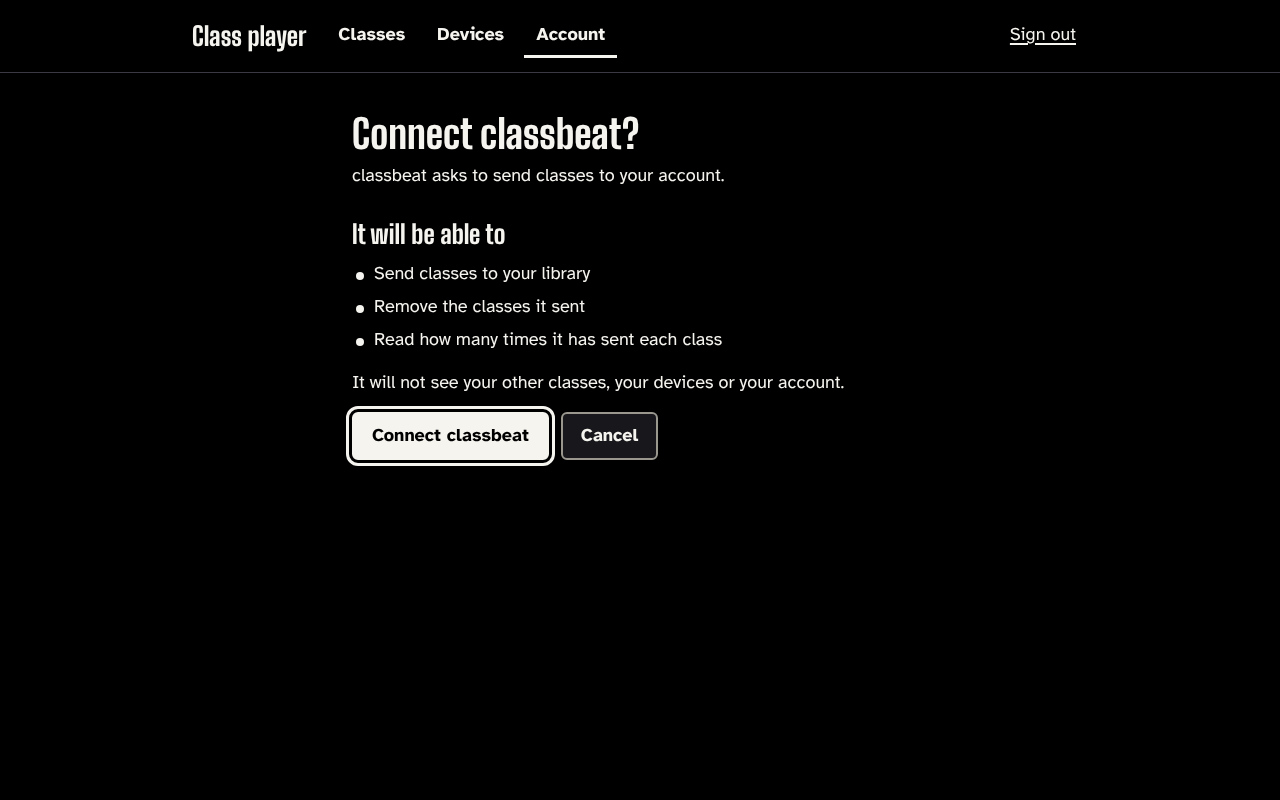 Class player
Classes
Devices
Account
Sign out
Connect classbeat?
classbeat asks to send classes to your account.
It will be able to
Send classes to your library
Remove the classes it sent
Read how many times it has sent each class
It will not see your other classes, your devices or your account.
Connect classbeat
Cancel